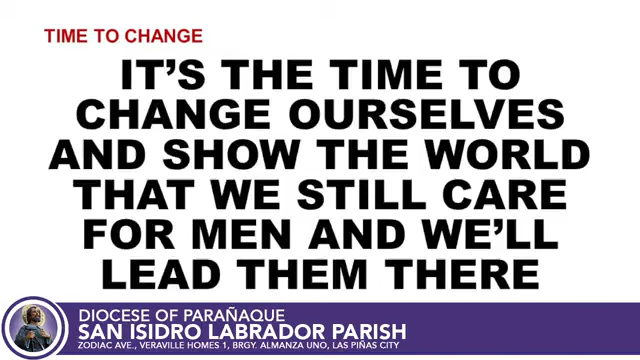 TIME TO CHANGE
IT'S THE TIME TO
CHANGE OURSELVES
AND SHOW THE WORLD
THAT WE STILL CARE
FOR MEN AND WE'LL
LEAD THEM THERE
DIOCESE OF PARAÑAQUE
SAN ISIDRO LABRADOR PARISH
ZODIAC AVE., VERAVILLE HOMES 1, BRGY. ALMANZA UNO, LAS PIÑAS CITY